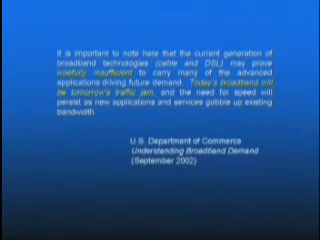 It is important to note here that the current generation of
broadband technologies (cable and DSL) may prove
woefully insufficient to carry many of the advanced
applications driving future demand. Today's broadband will
be tomorrow's traffic jam, and the need for speed will
persist as new applications and services gobble up existing
bandwidth.
U.S. Department of Commerce
Understanding Broadband Demand
(September 2002)